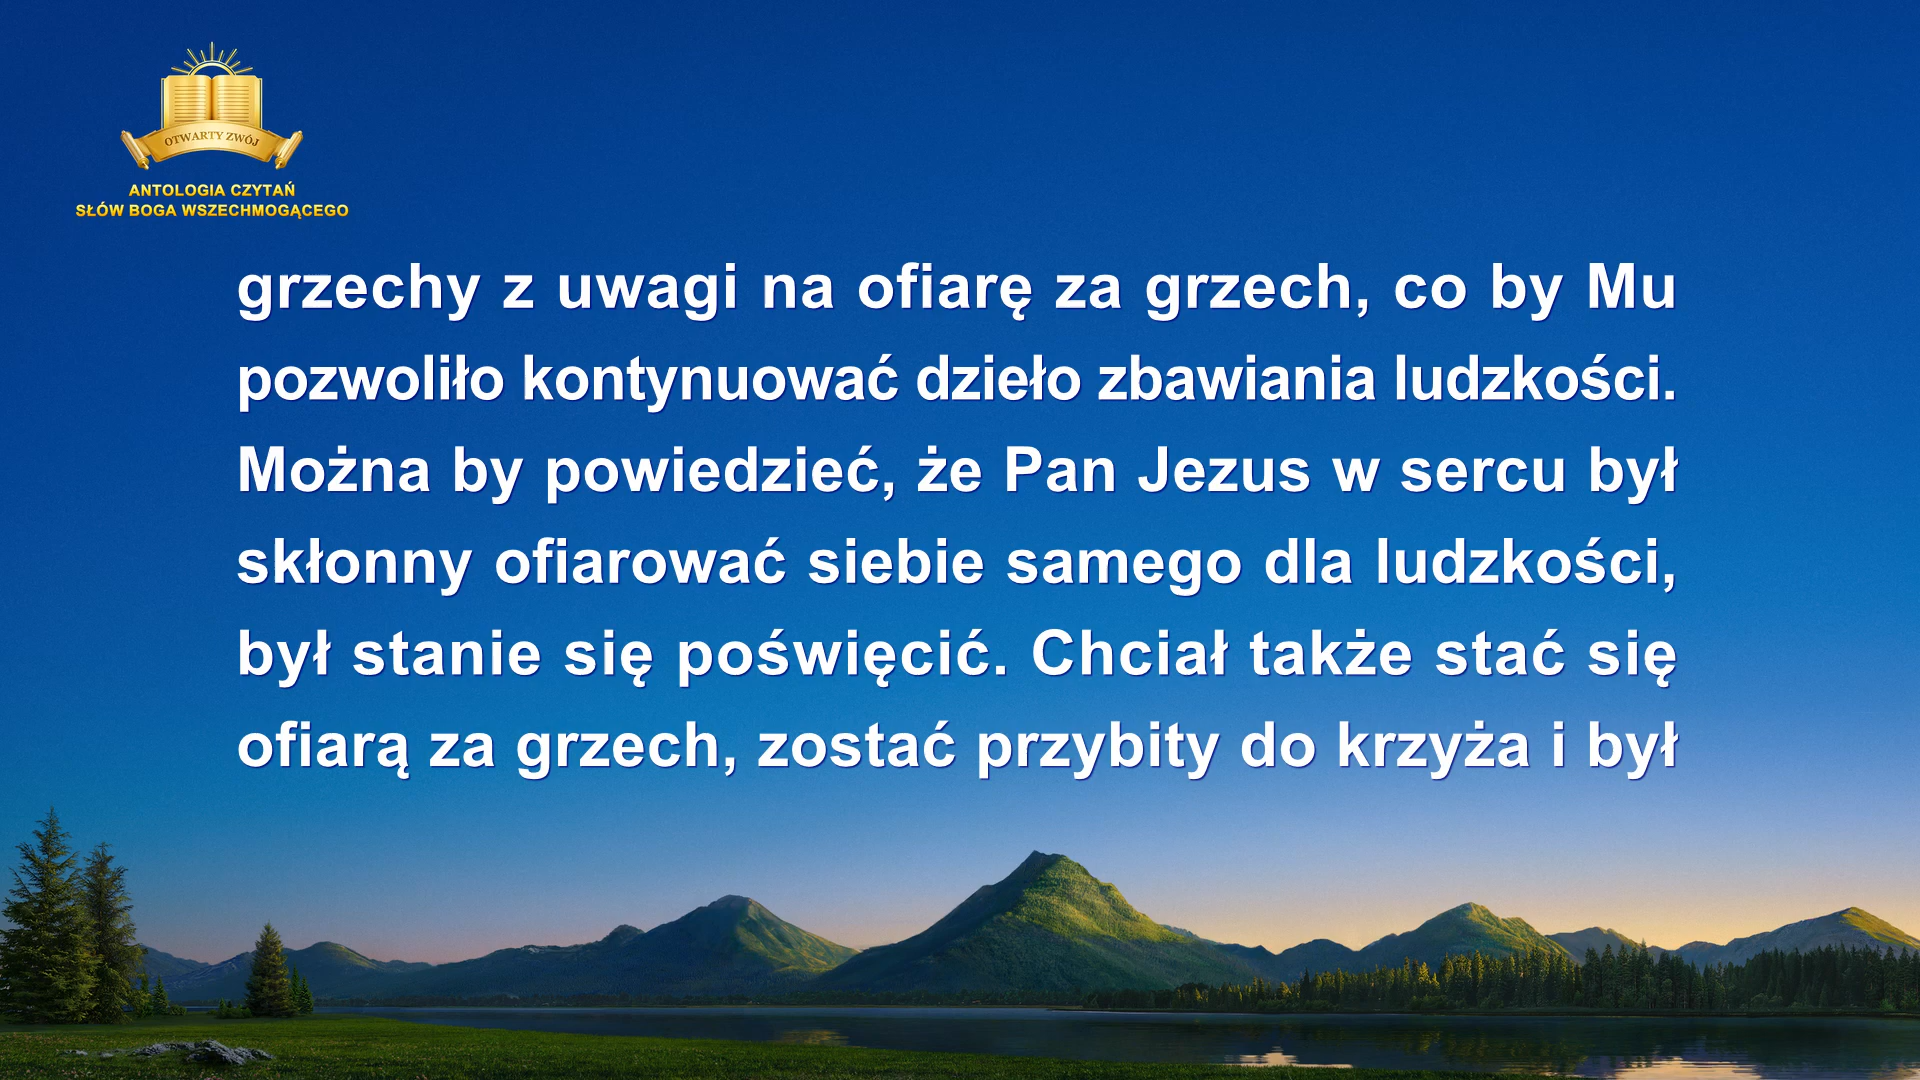 OTWARTY ZWÓJ
ANTOLOGIA CZYTAŃ
SŁÓW BOGA WSZECHMOGĄCEGO
grzechy z uwagi na ofiarę za grzech, co by Mu
pozwoliło kontynuować dzieło zbawiania ludzkości.
Można by powiedzieć, że Pan Jezus w sercu był
skłonny ofiarować siebie samego dla ludzkości,
był stanie się poświęcić. Chciał także stać się
ofiarą za grzech, zostać przybity do krzyża i był